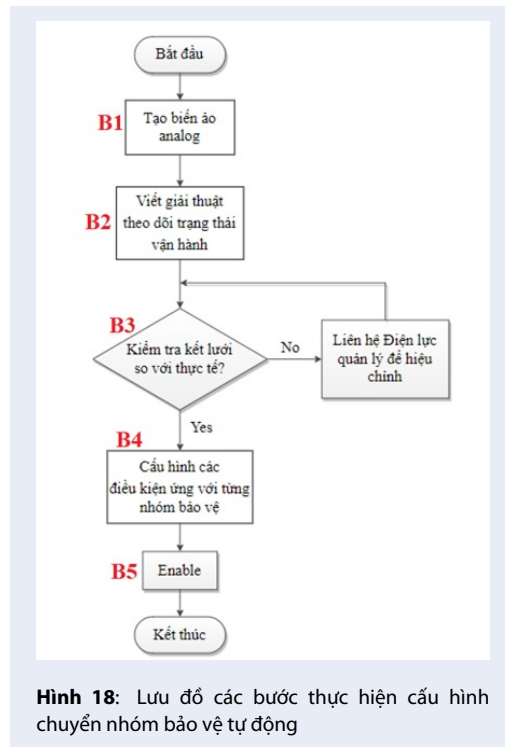 Bắt đầu
B1
Tạo biến ảo
analog
B2
Viết giải thuật
theo dõi trạng thái
vận hành
B3
Kiểm tra kết lưới
so với thực tế?
No
Liên hệ Điện lực
quản lý để hiệu
chỉnh
Yes
B4
Cấu hình các
điều kiện ứng với từng
nhóm bảo vệ
B5
Enable
Kết thúc
Hình 18: Lưu đồ các bước thực hiện cấu hình
chuyển nhóm bảo vệ tự động